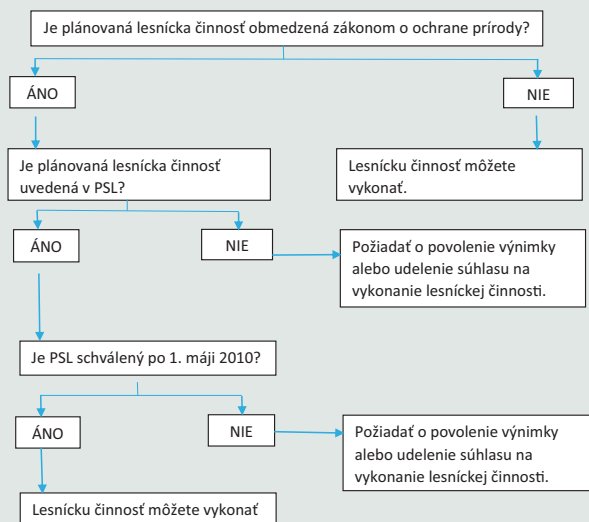 Je plánovaná lesnícka činnosť obmedzená zákonom o ochrane prírody?
ÁNO
NIE
Je plánovaná lesnícka činnosť
uvedená v PSL?
Lesnícku činnosť môžete
vykonať.
ÁNO
NIE
Požiadať o povolenie výnimky
alebo udelenie súhlasu na
vykonanie lesníckej činnosti.
Je PSL schválený po 1. máji 2010?
ÁNO
NIE
Požiadať o povolenie výnimky
alebo udelenie súhlasu na
vykonanie lesníckej činnosti.
Lesnícku činnosť môžete vykonať